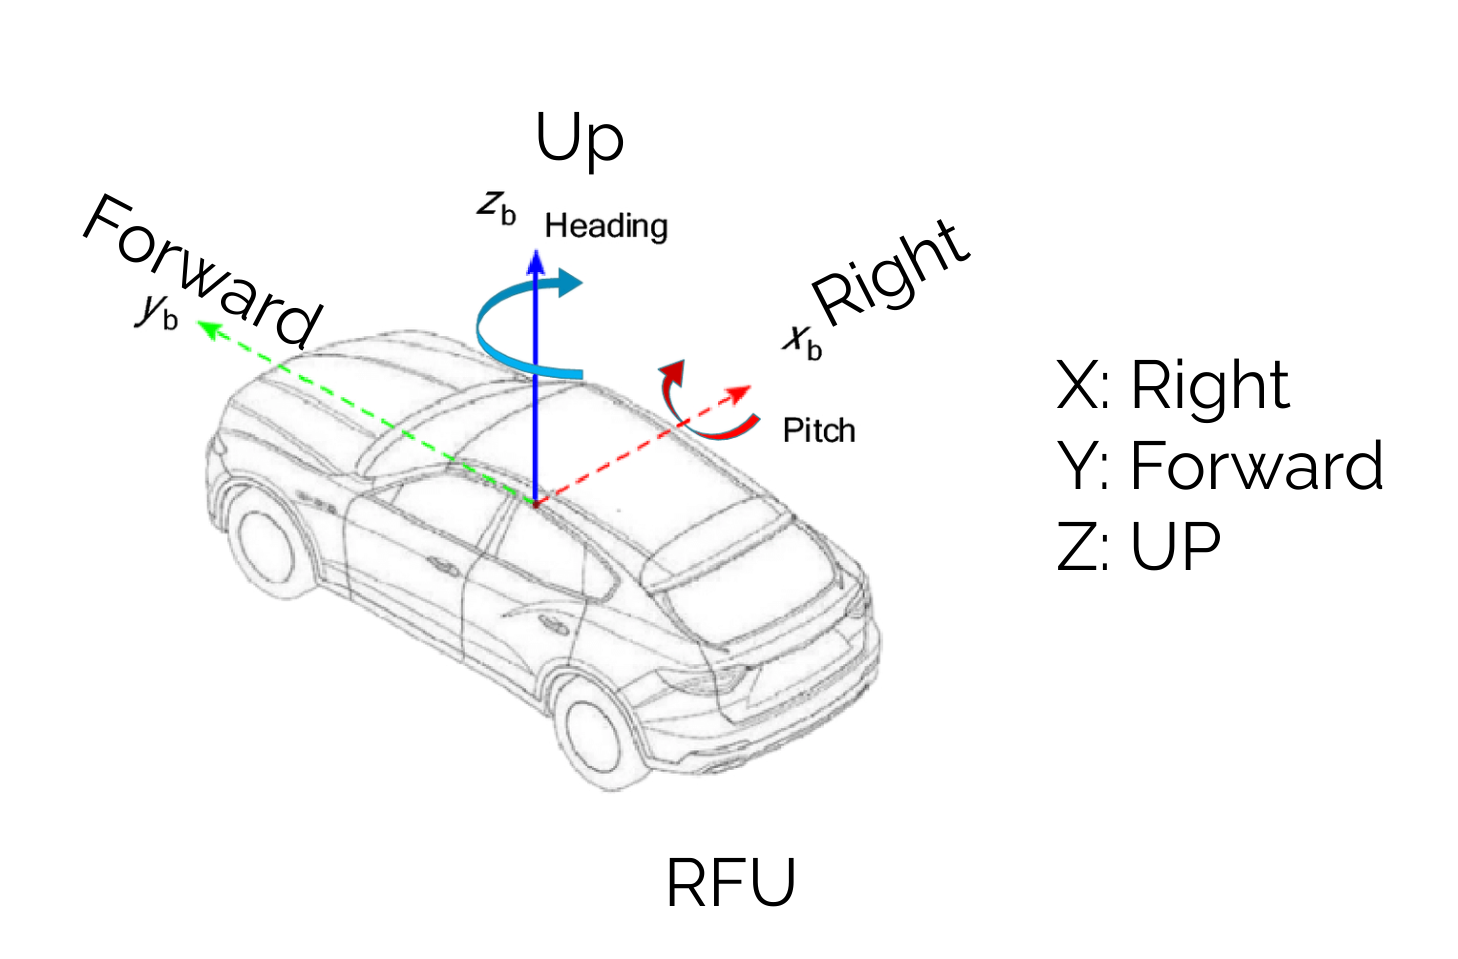 Up
Forward
z_b
Heading
Right
y_b
x_b
Pitch
X: Right
Y: Forward
Z: UP
RFU